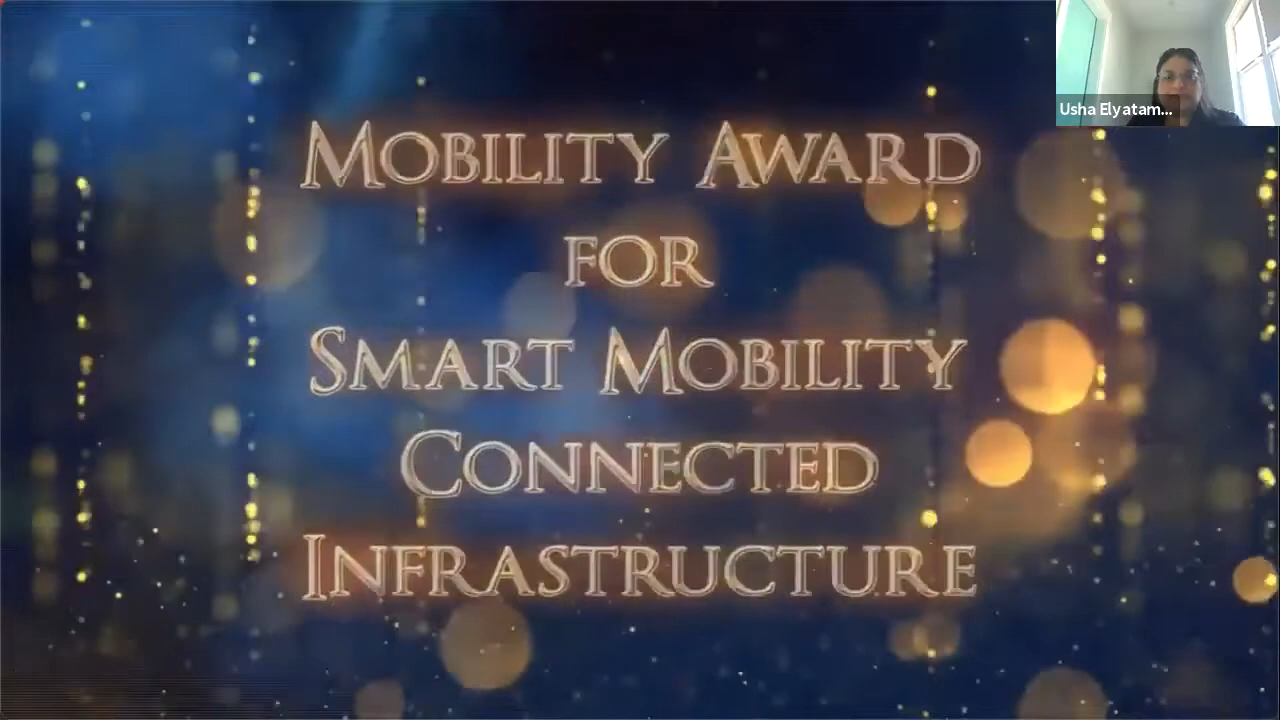 Mobility Award
for
Smart Mobility
Connected
Infrastructure
Usha Elyatam...